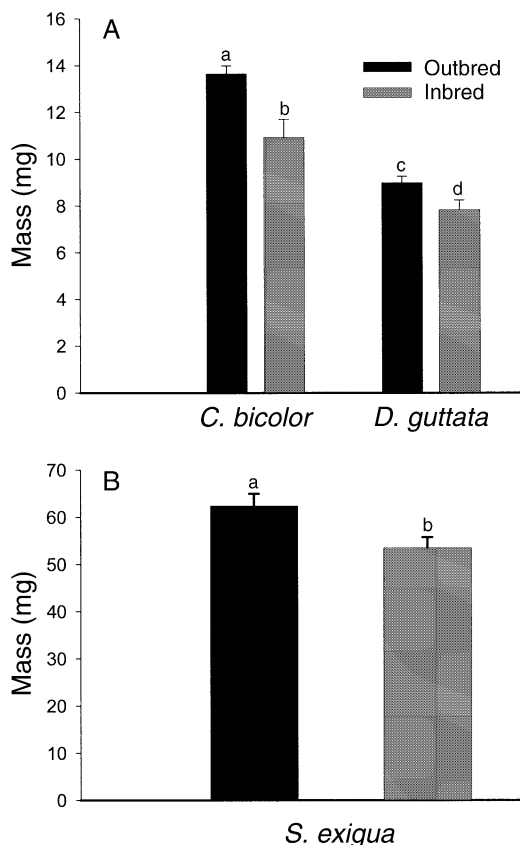 A
16
14
12
10
8
6
4
2
0
Mass (mg)
a
b
c
d
Outbred
Inbred
C. bicolor D. guttata
B
70
60
50
40
30
20
10
0
Mass (mg)
a
b
S. exigua